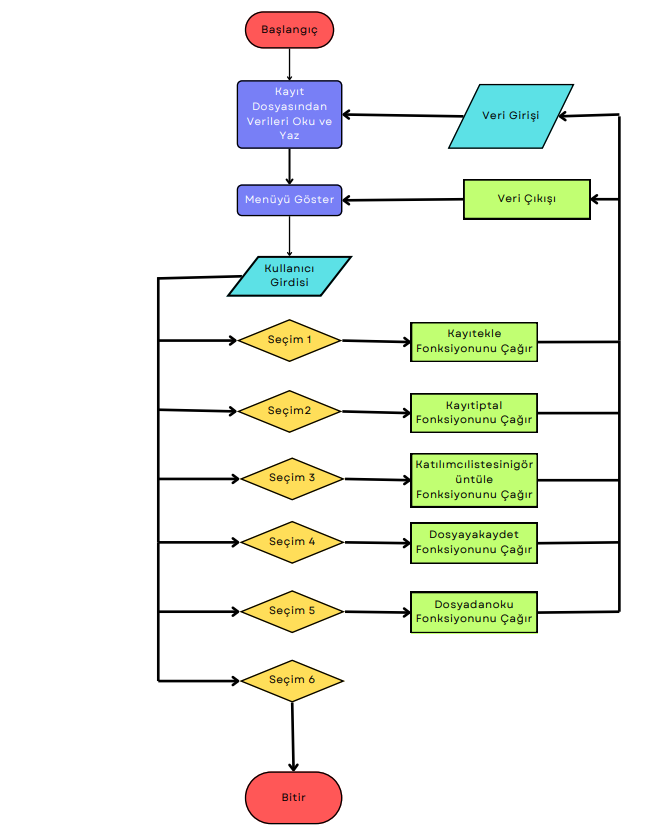 Başlangıç
Kayıt
Dosyasından
Verileri Oku ve
Yaz
Veri Girişi
Menüyü Göster
Veri Çıkışı
Kullanıcı
Girdisi
Seçim 1
Kayıtekle
Fonksiyonunu Çağır
Seçim2
Kayıtiptal
Fonksiyonunu Çağır
Seçim 3
Katılımcılistesinigör
üntüle
Fonksiyonunu Çağır
Seçim 4
Dosyayakaydet
Fonksiyonunu Çağır
Seçim 5
Dosyadanoku
Fonksiyonunu Çağır
Seçim 6
Bitir